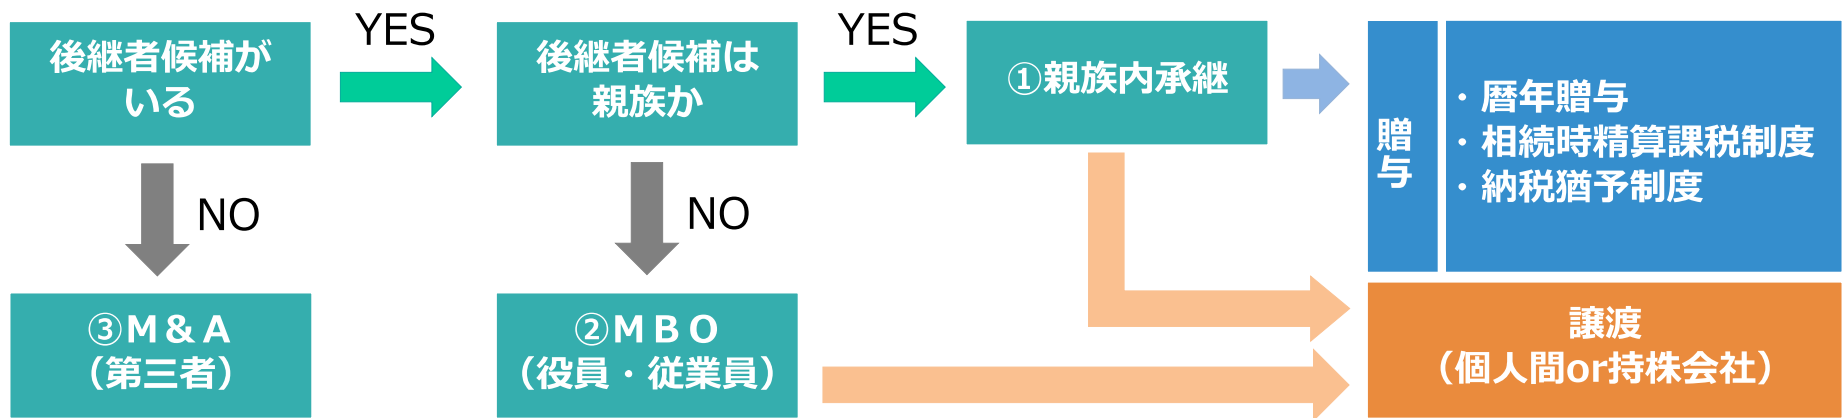 後継者候補が
いる
YES
後継者候補は
親族か
YES
①親族内承継
贈与
・暦年贈与
・相続時精算課税制度
・納税猶予制度
NO
NO
③Ｍ＆Ａ
（第三者）
②ＭＢＯ
（役員・従業員）
譲渡
（個人間or持株会社）